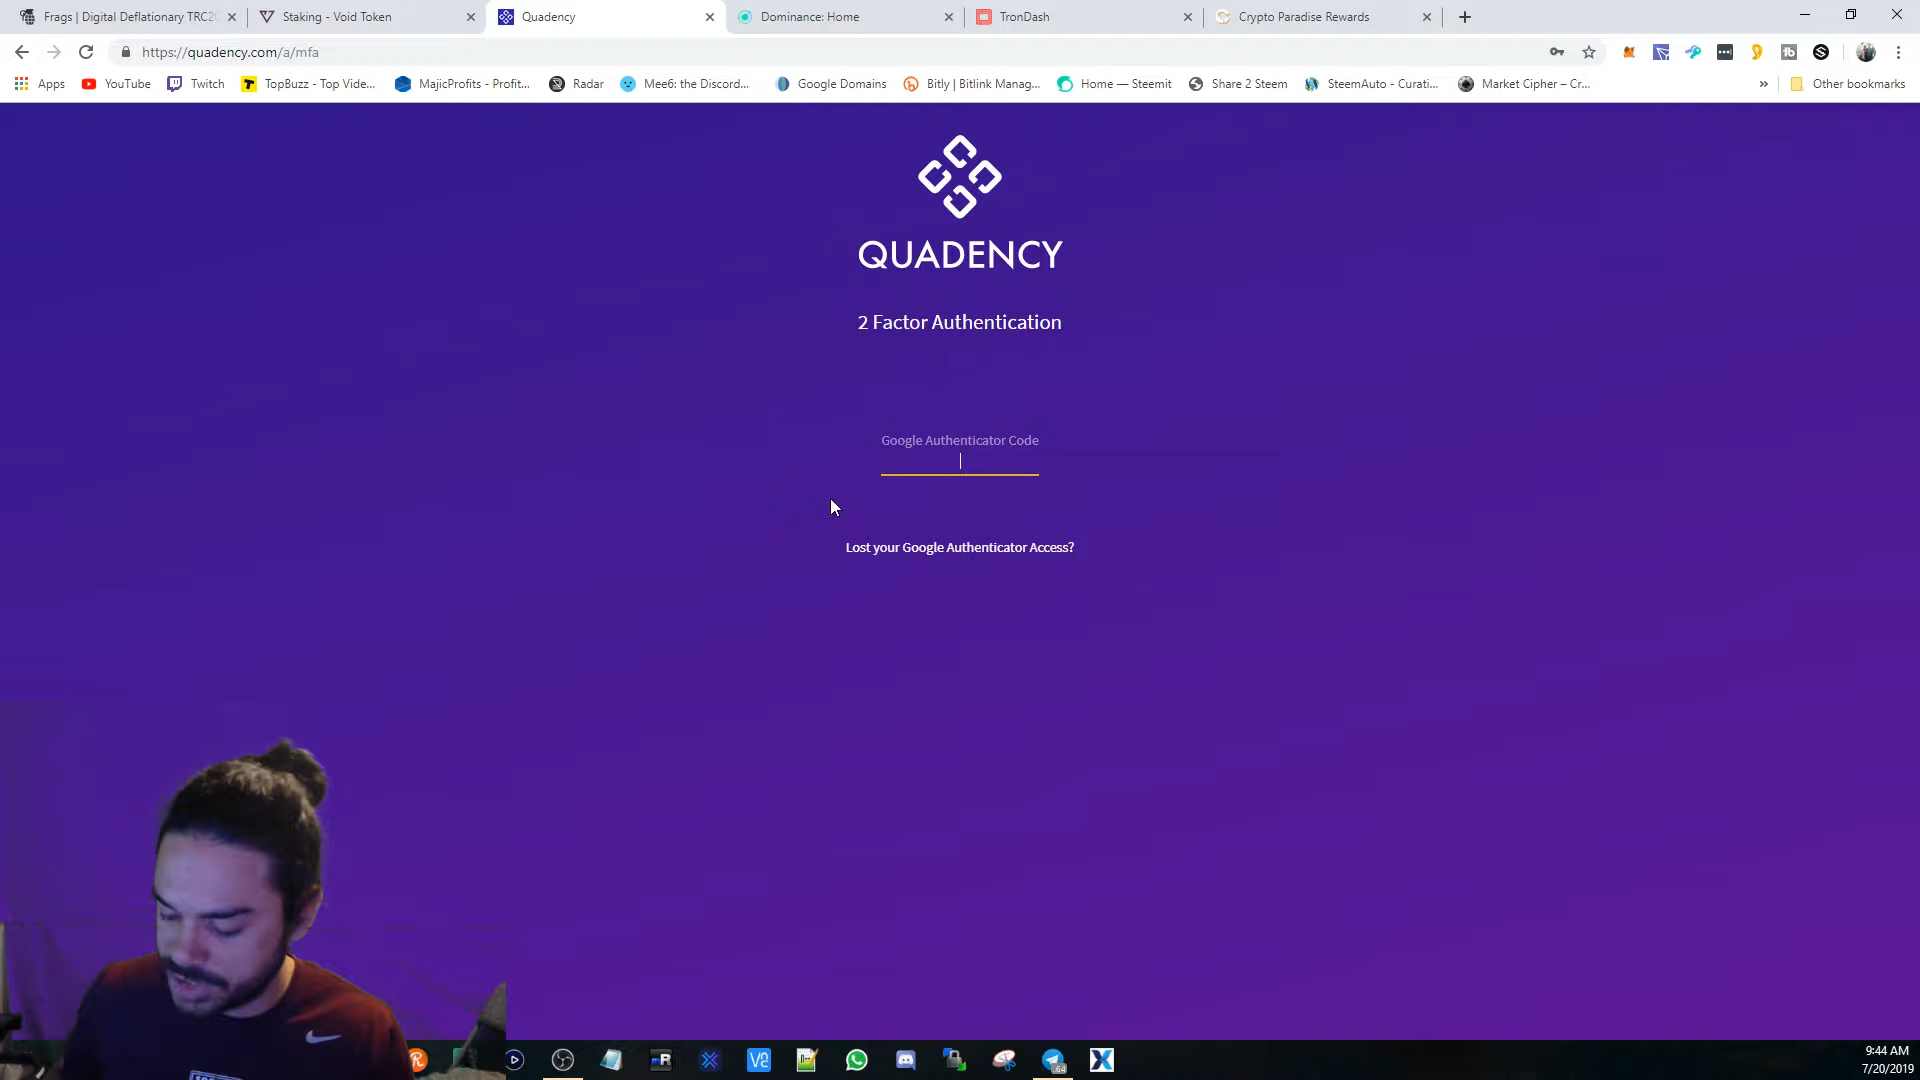 Frags | Digital Deflationary TRC20
Staking - Void Token
Quadency
Dominance: Home
TronDash
Crypto Paradise Rewards
https://quadency.com/a/mfa
Apps
YouTube
Twitch
TopBuzz - Top Vide...
MajicProfits - Profit...
Radar
Mee6: the Discord...
Google Domains
Bitly | Bitlink Manag...
Home — Steemit
Share 2 Steem
SteemAuto - Curati...
Market Cipher – Cr...
»
Other bookmarks
QUADENCY
2 Factor Authentication
Google Authenticator Code
Lost your Google Authenticator Access?
9:44 AM
7/20/2019